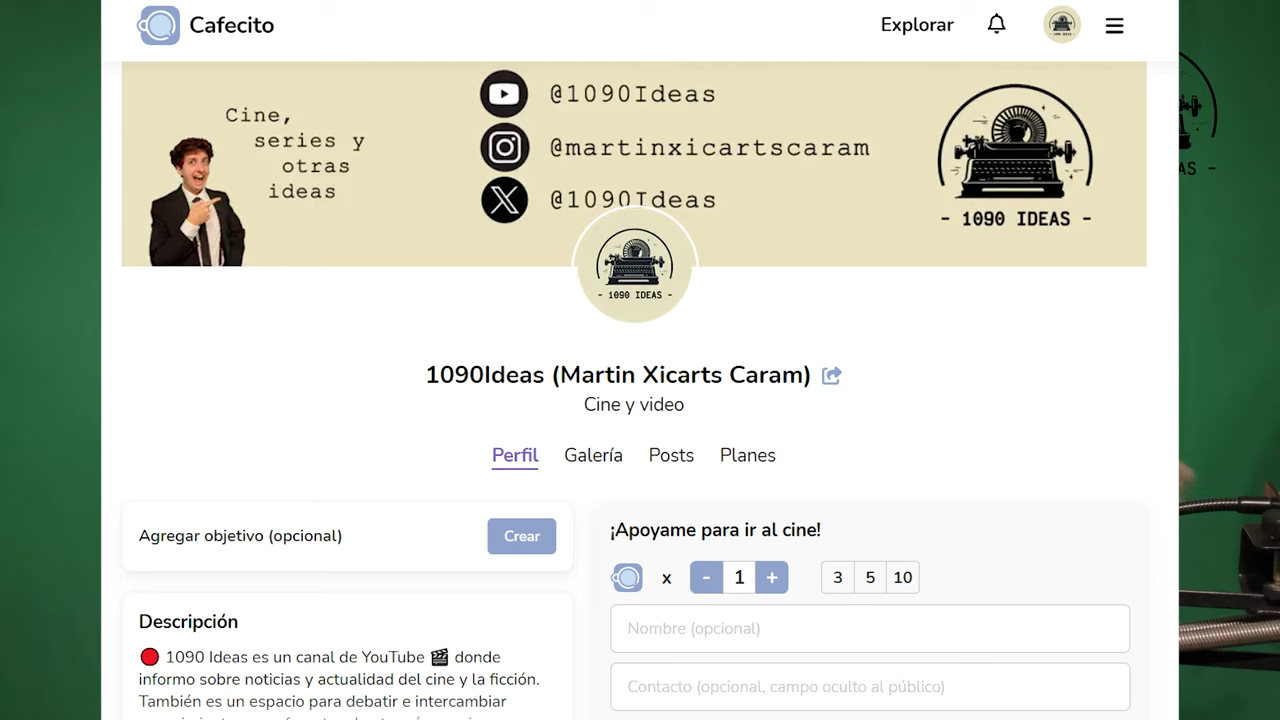 Cafecito
Explorar
Cine,
series y
otras
ideas
@1090Ideas
@martinxicartscaram
@1090Ideas
- 1090 IDEAS -
- 1090 IDEAS -
AS -
1090Ideas (Martin Xicarts Caram)
Cine y video
Perfil Galería Posts Planes
Agregar objetivo (opcional)
Crear
Descripción
1090 Ideas es un canal de YouTube 🎬 donde
informo sobre noticias y actualidad del cine y la ficción.
También es un espacio para debatir e intercambiar
¡Apoyame para ir al cine!
x - 1 + 3 5 10
Nombre (opcional)
Contacto (opcional, campo oculto al público)